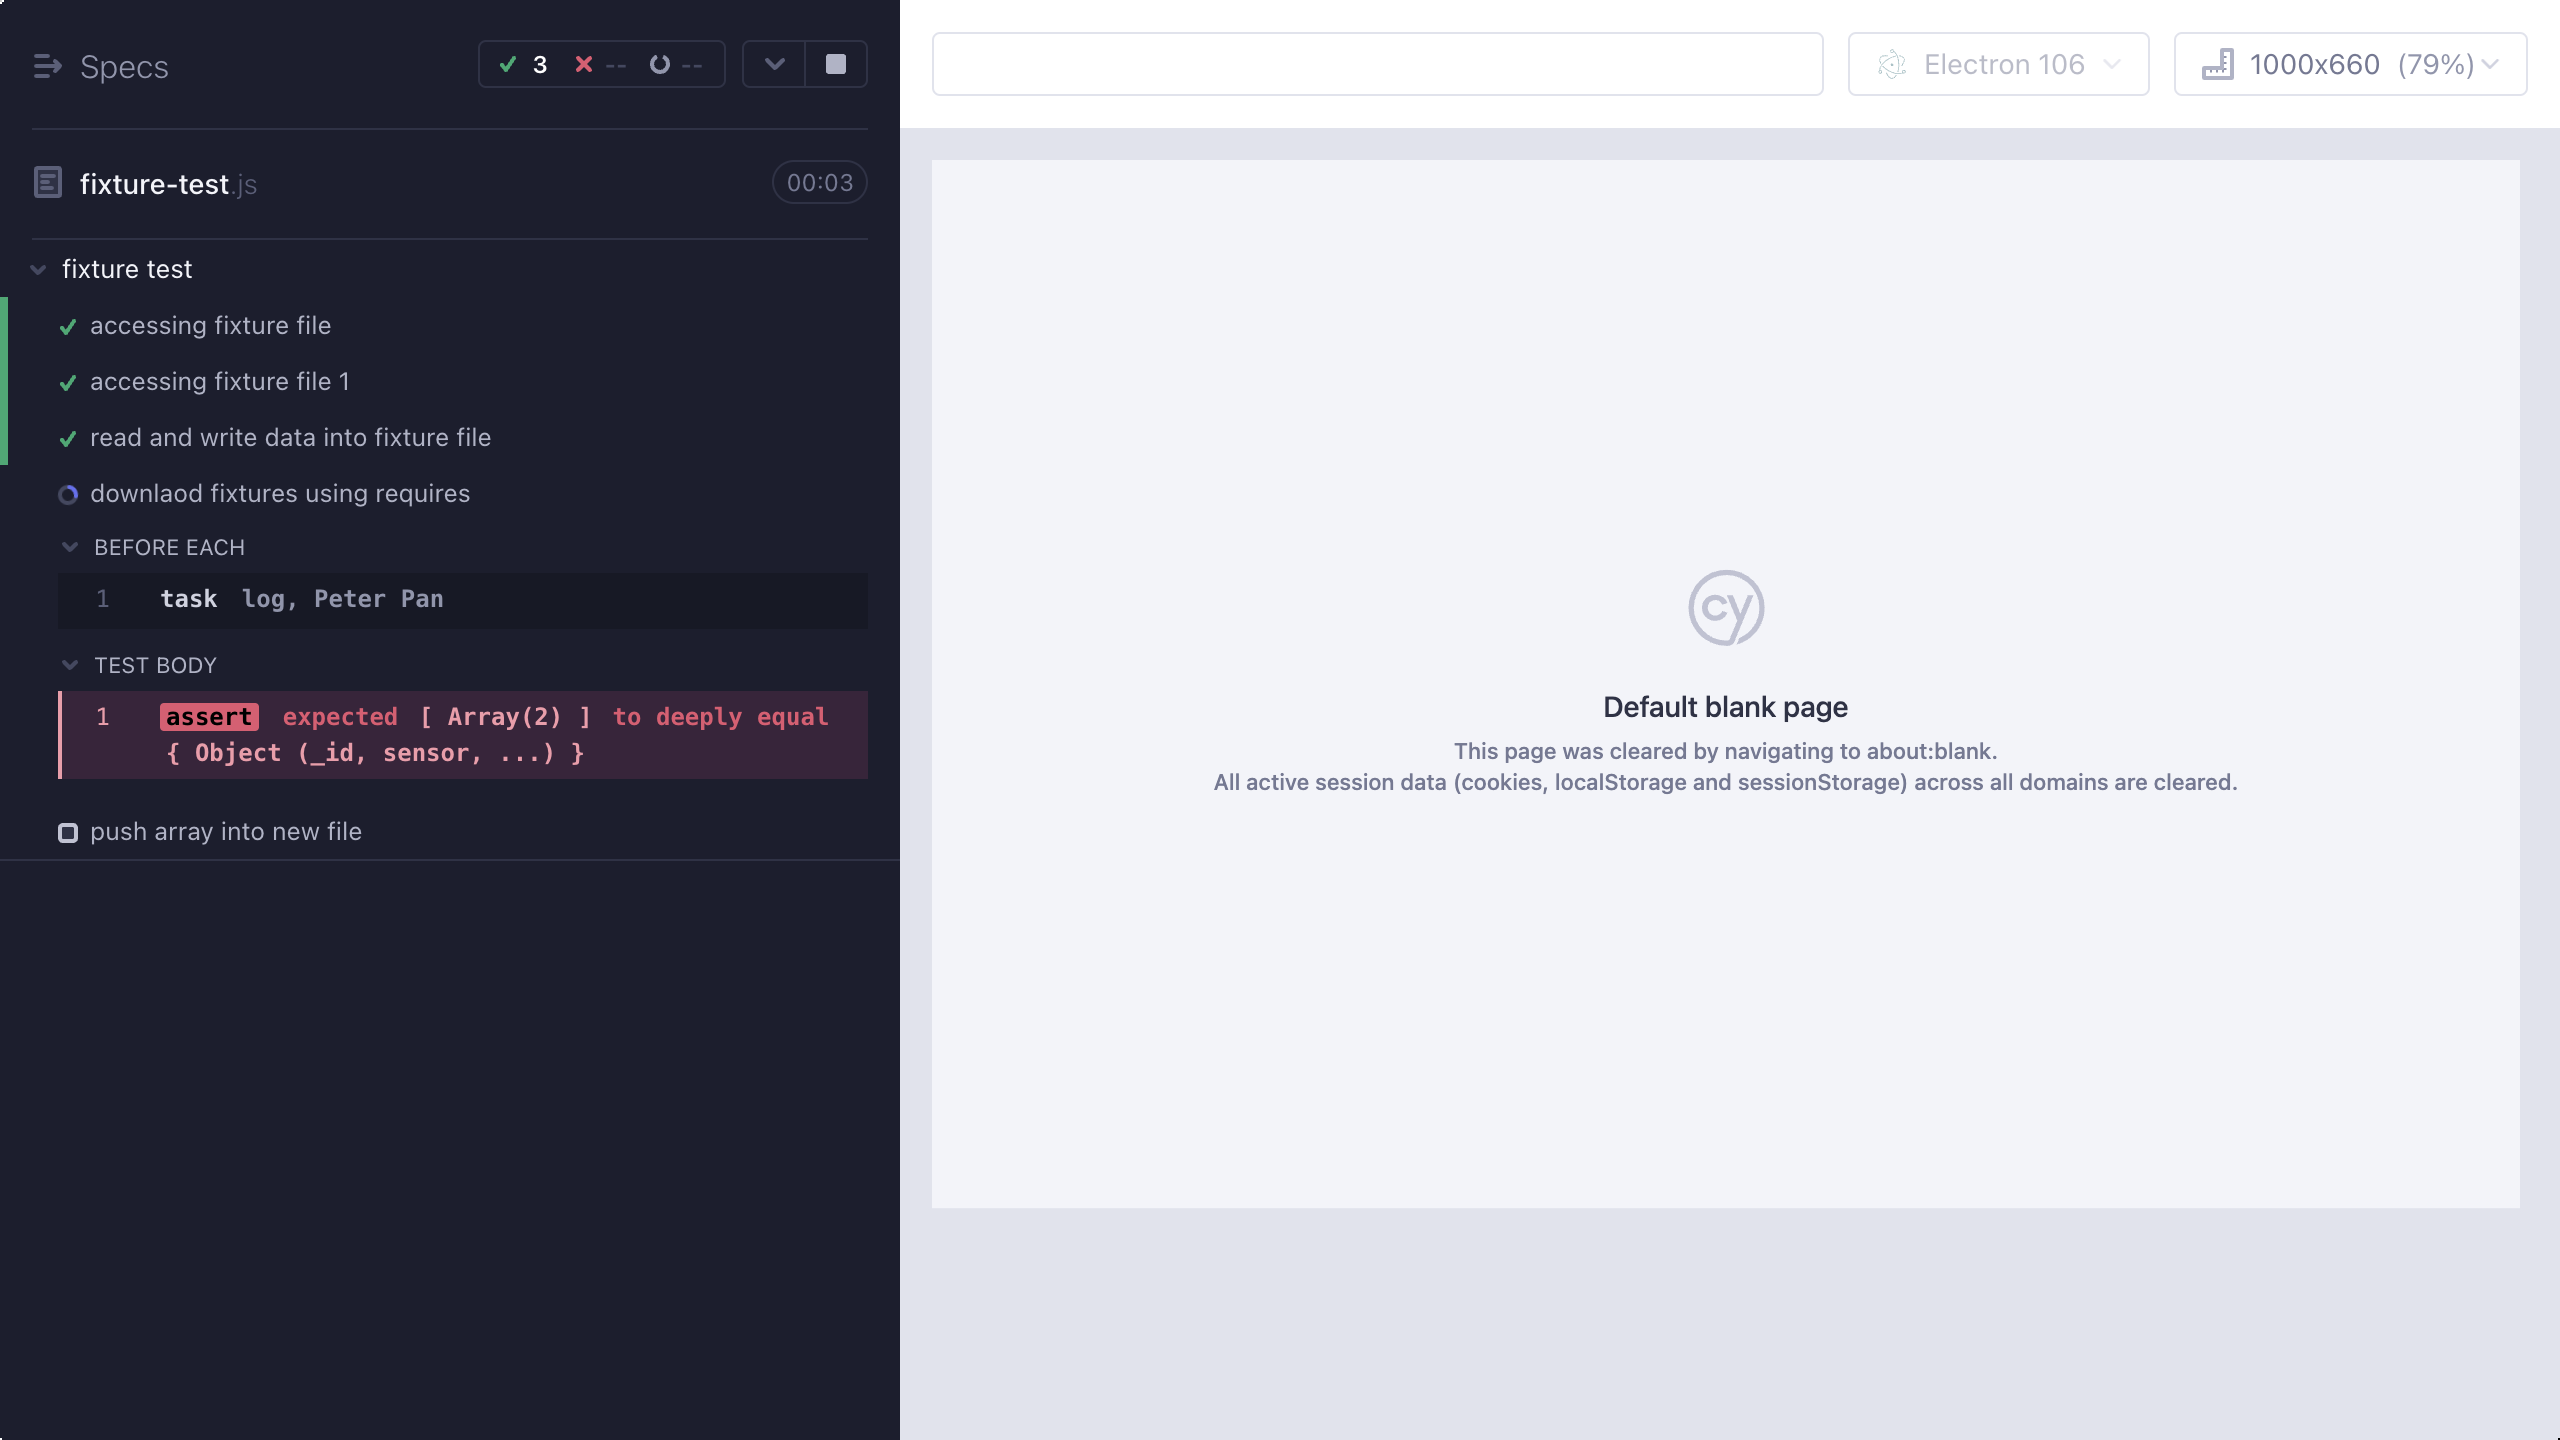 Specs
3 -- --
fixture-test.js
00:03
fixture test
accessing fixture file
accessing fixture file 1
read and write data into fixture file
downlaod fixtures using requires
BEFORE EACH
1 task log, Peter Pan
TEST BODY
1 assert expected [ Array(2) ] to deeply equal
{ Object (_id, sensor, ...) }
push array into new file
Electron 106
1000x660 (79%)
cy
Default blank page
This page was cleared by navigating to about:blank.
All active session data (cookies, localStorage and sessionStorage) across all domains are cleared.